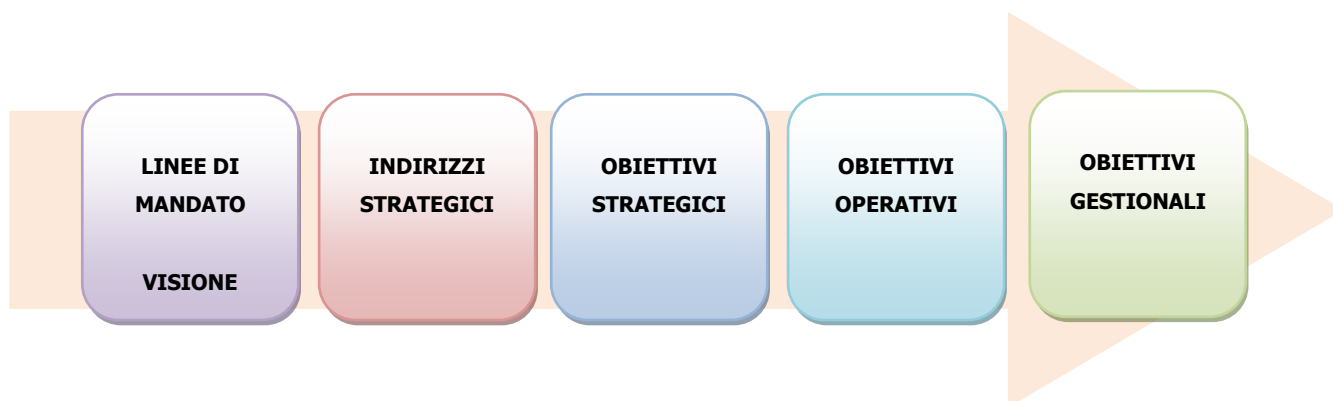 LINEE DI
MANDATO
VISIONE
INDIRIZZI
STRATEGICI
OBIETTIVI
STRATEGICI
OBIETTIVI
OPERATIVI
OBIETTIVI
GESTIONALI